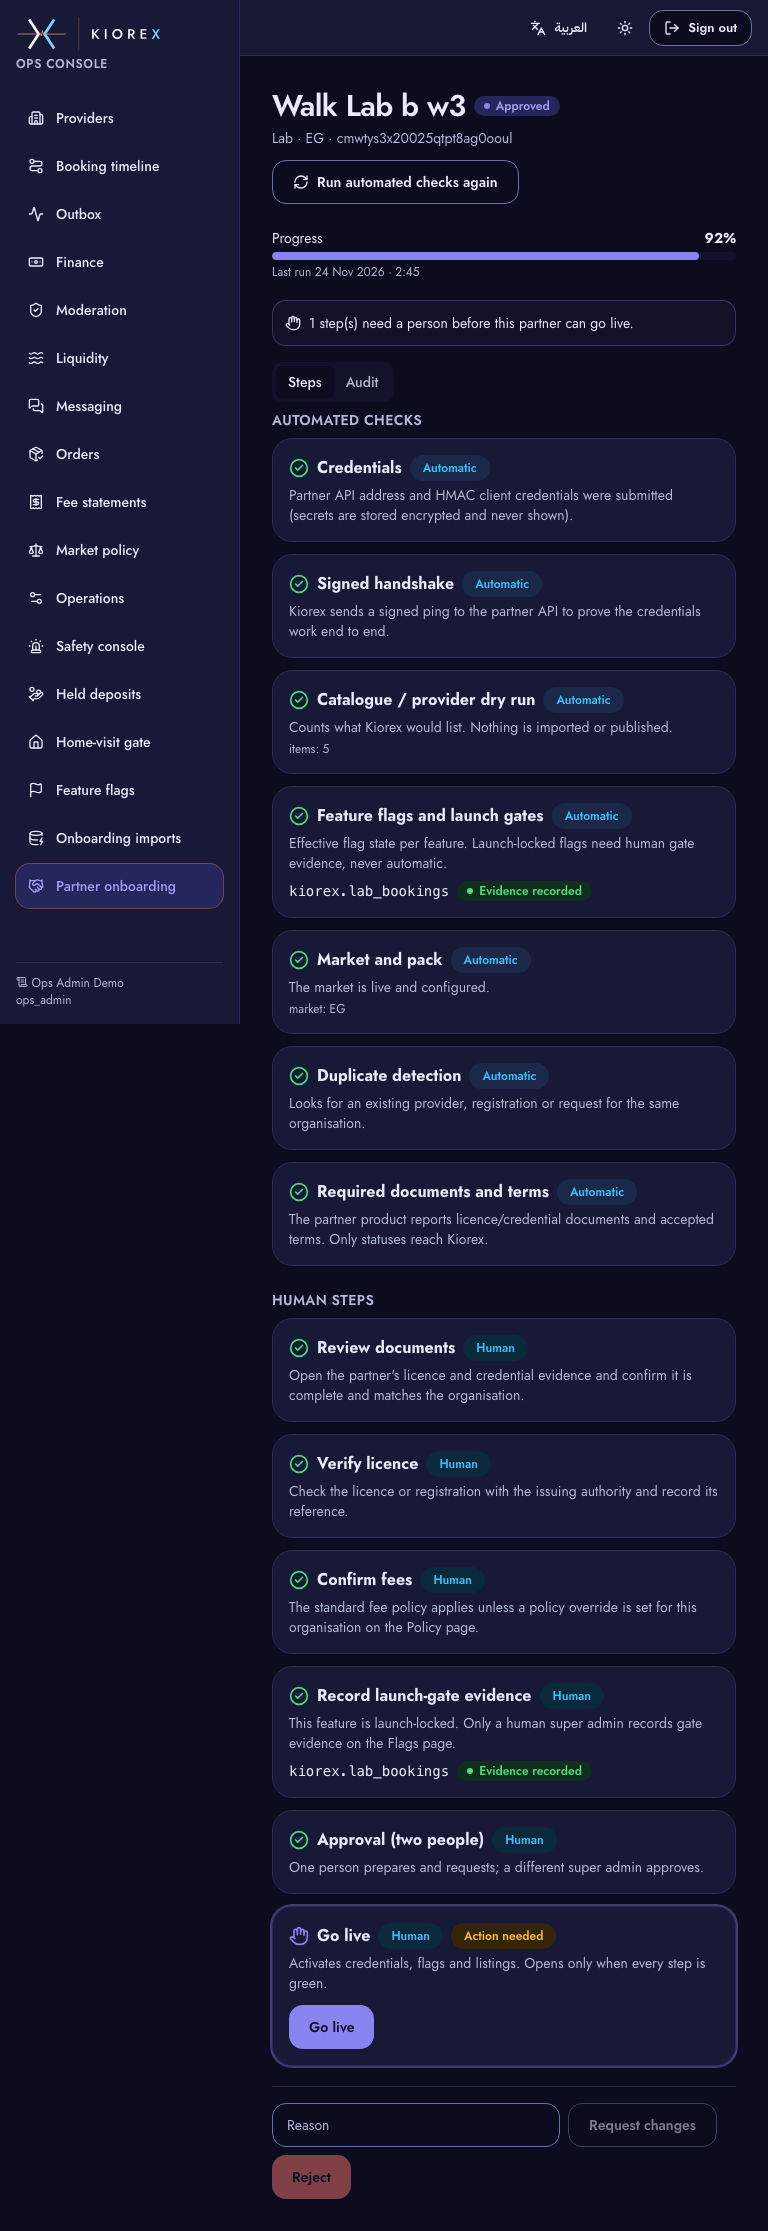 KIOREX
OPS CONSOLE
Providers
Booking timeline
Outbox
Finance
Moderation
Liquidity
Messaging
Orders
Fee statements
Market policy
Operations
Safety console
Held deposits
Home-visit gate
Feature flags
Onboarding imports
Partner onboarding
Ops Admin Demo
ops_admin
العربية
Sign out
Walk Lab b w3 Approved
Lab · EG · cmwtys3x20025qtpt8ag0ooul
Run automated checks again
Progress 92%
Last run 24 Nov 2026 · 2:45
1 step(s) need a person before this partner can go live.
Steps Audit
AUTOMATED CHECKS
Credentials Automatic
Partner API address and HMAC client credentials were submitted
(secrets are stored encrypted and never shown).
Signed handshake Automatic
Kiorex sends a signed ping to the partner API to prove the credentials
work end to end.
Catalogue / provider dry run Automatic
Counts what Kiorex would list. Nothing is imported or published.
items: 5
Feature flags and launch gates Automatic
Effective flag state per feature. Launch-locked flags need human gate
evidence, never automatic.
kiorex.lab_bookings Evidence recorded
Market and pack Automatic
The market is live and configured.
market: EG
Duplicate detection Automatic
Looks for an existing provider, registration or request for the same
organisation.
Required documents and terms Automatic
The partner product reports licence/credential documents and accepted
terms. Only statuses reach Kiorex.
HUMAN STEPS
Review documents Human
Open the partner's licence and credential evidence and confirm it is
complete and matches the organisation.
Verify licence Human
Check the licence or registration with the issuing authority and record its
reference.
Confirm fees Human
The standard fee policy applies unless a policy override is set for this
organisation on the Policy page.
Record launch-gate evidence Human
This feature is launch-locked. Only a human super admin records gate
evidence on the Flags page.
kiorex.lab_bookings Evidence recorded
Approval (two people) Human
One person prepares and requests; a different super admin approves.
Go live Human Action needed
Activates credentials, flags and listings. Opens only when every step is
green.
Go live
Reason Request changes
Reject